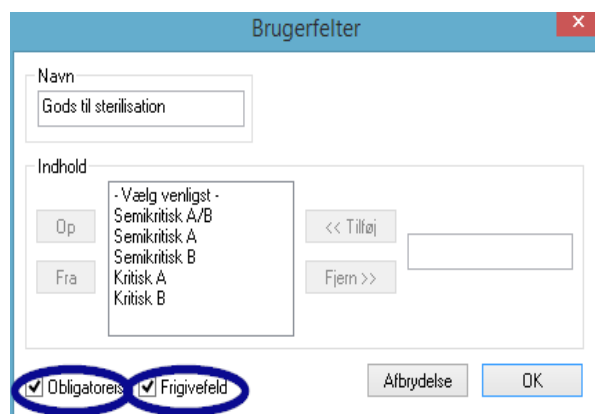 Brugerfelter
Navn
Gods til sterilisation
Indhold
- Vælg venligst -
Semikritisk A/B
Semikritisk A
Semikritisk B
Kritisk A
Kritisk B
Op
Fra
<< Tilføj
Fjern >>
Obligatoreis
Frigivefeld
Afbrydelse
OK